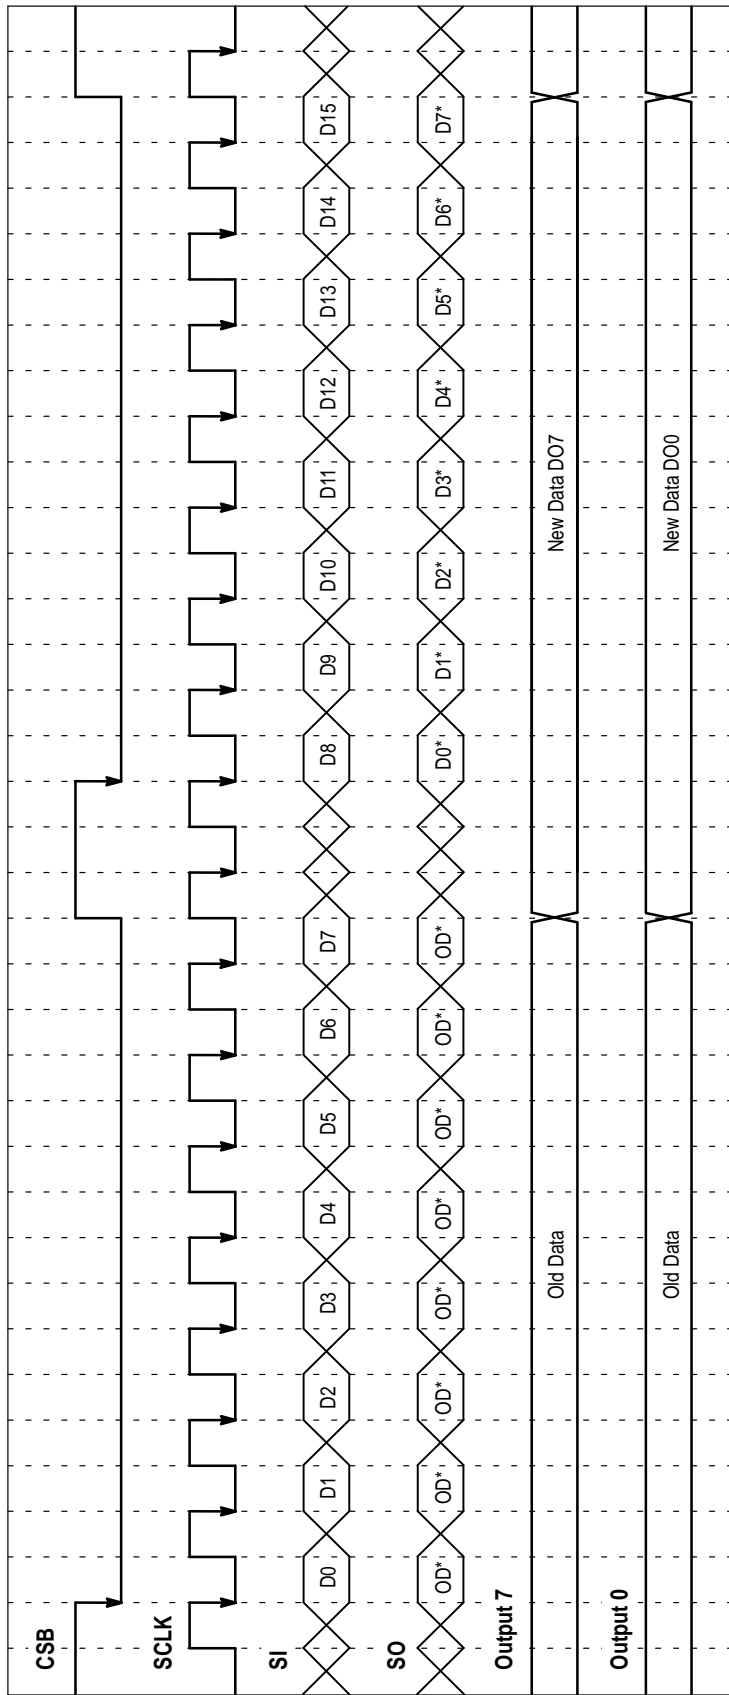 CSB
SCLK
SI
D0 D1 D2 D3 D4 D5 D6 D7 D8 D9 D10 D11 D12 D13 D14 D15
SO
OD* OD* OD* OD* OD* OD* OD* OD* D0* D1* D2* D3* D4* D5* D6* D7*
Output 7
Old Data New Data DO7
Output 0
Old Data New Data DO0